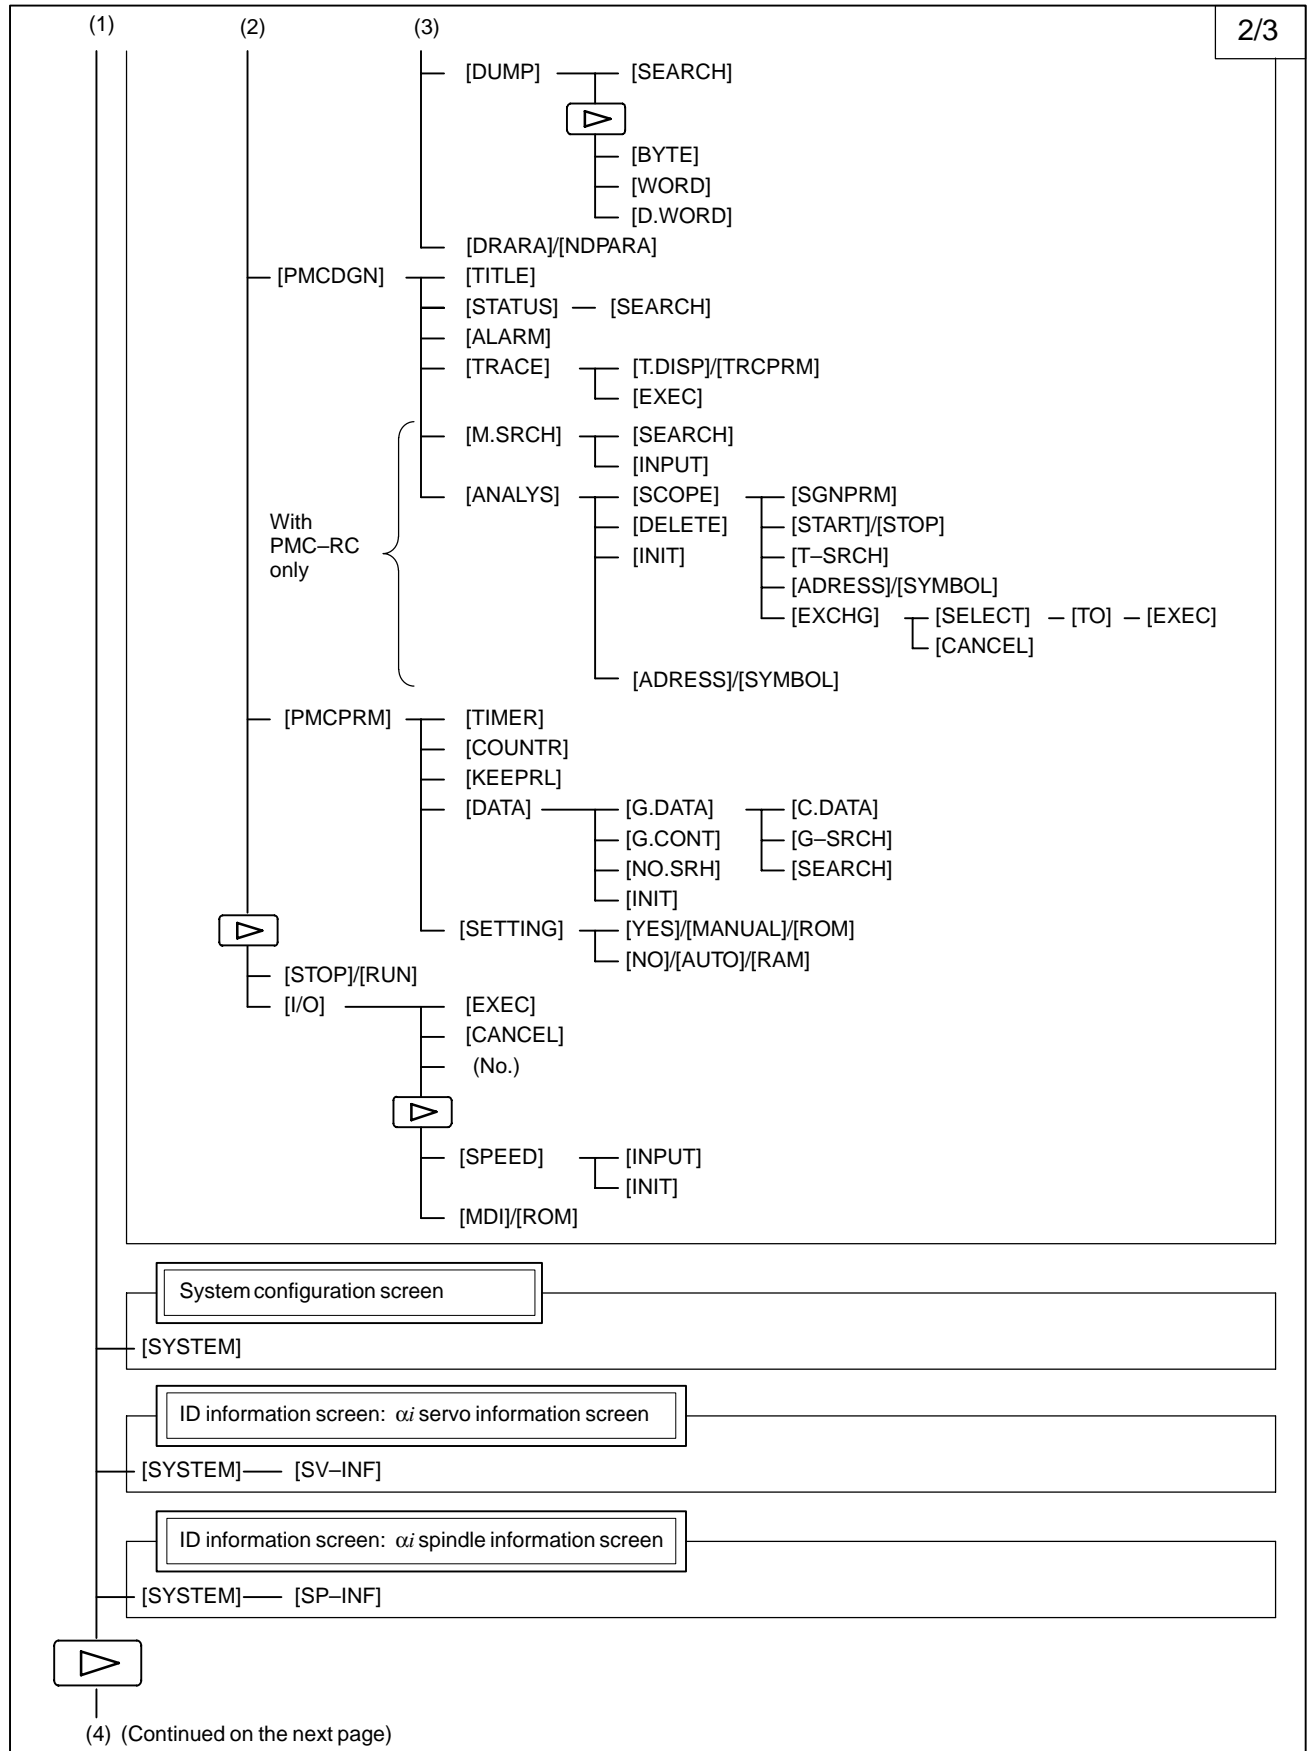 (1) (2) (3) 2/3
[DUMP] [SEARCH]
[BYTE]
[WORD]
[D.WORD]
[DRARA]/[NDPARA]
[PMCDGN] [TITLE]
[STATUS] [SEARCH]
[ALARM]
[TRACE] [T.DISP]/[TRCPRM]
[EXEC]
[M.SRCH] [SEARCH]
[INPUT]
[ANALYS] [SCOPE] [SGNPRM]
With
PMC–RC
only
[DELETE] [START]/[STOP]
[INIT] [T–SRCH]
[ADRESS]/[SYMBOL]
[EXCHG] [SELECT] [TO] [EXEC]
[CANCEL]
[ADRESS]/[SYMBOL]
[PMCPRM] [TIMER]
[COUNTR]
[KEEPRL]
[DATA] [G.DATA] [C.DATA]
[G.CONT] [G–SRCH]
[NO.SRH] [SEARCH]
[INIT]
[SETTING] [YES]/[MANUAL]/[ROM]
[NO]/[AUTO]/[RAM]
[STOP]/[RUN]
[I/O] [EXEC]
[CANCEL]
(No.)
[SPEED] [INPUT]
[INIT]
[MDI]/[ROM]
System configuration screen
[SYSTEM]
ID information screen: αi servo information screen
[SYSTEM] [SV–INF]
ID information screen: αi spindle information screen
[SYSTEM] [SP–INF]
(4) (Continued on the next page)